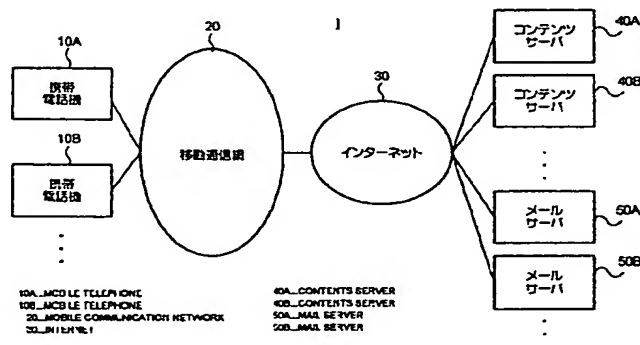 10A
携帯
電話機
10B
携帯
電話機
20
移動通信網
30
インターネット
40A
コンテンツ
サーバ
40B
コンテンツ
サーバ
メール
サーバ
50A
メール
サーバ
50B
10A...MOBILE TELEPHONE
10B...MOBILE TELEPHONE
20...MOBILE COMMUNICATION NETWORK
30...INTERNET
40A...CONTENTS SERVER
40B...CONTENTS SERVER
50A...MAIL SERVER
50B...MAIL SERVER